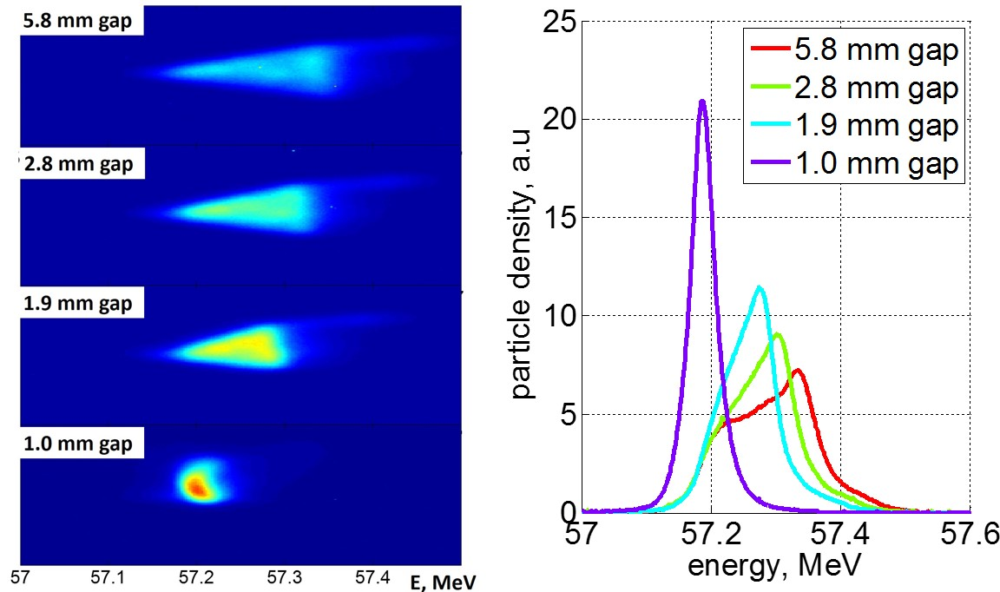 5.8 mm gap
2.8 mm gap
1.9 mm gap
1.0 mm gap
57 57.1 57.2 57.3 57.4 E, MeV
25
20
15
10
5
0
particle density, a.u
5.8 mm gap
2.8 mm gap
1.9 mm gap
1.0 mm gap
57 57.2 57.4 57.6
energy, MeV